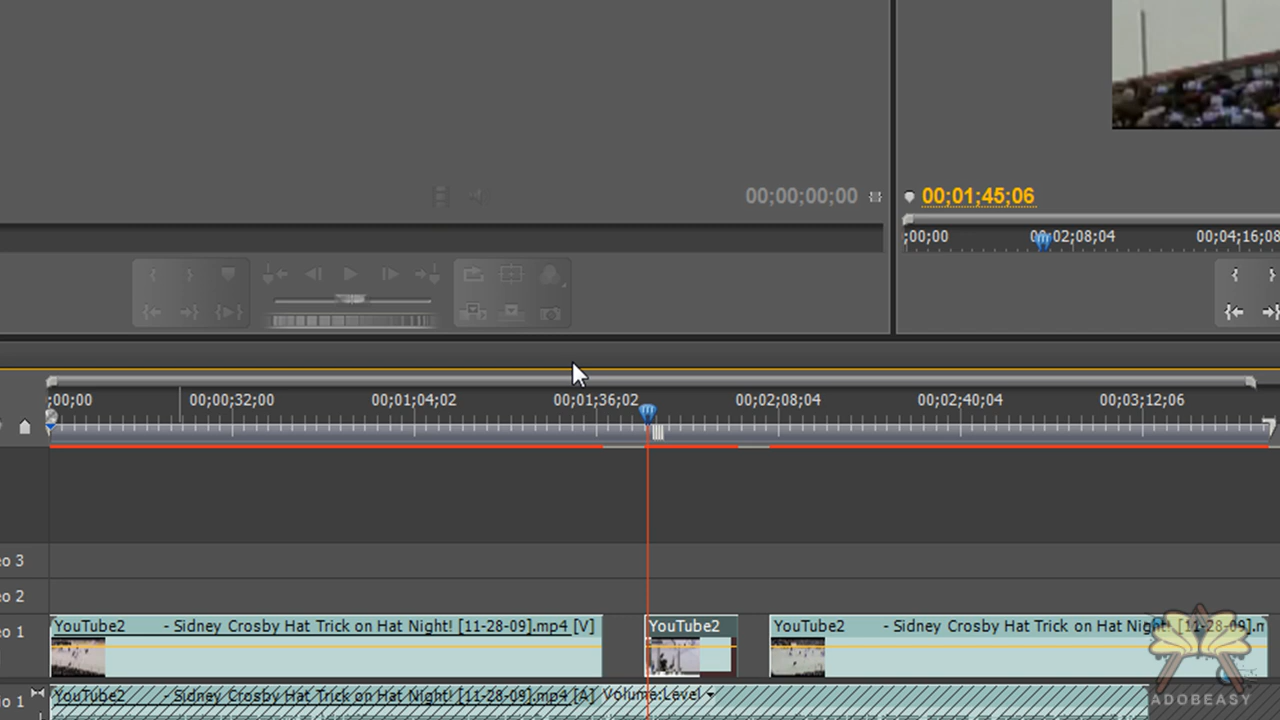 00;00;00;00
00;01;45;06
;00;00 00;02;08;04 00;04;16;08
;00;00 00;00;32;00 00;01;04;02 00;01;36;02 00;02;08;04 00;02;40;04 00;03;12;06
eo 3
eo 2
eo 1
YouTube2 - Sidney Crosby Hat Trick on Hat Night! [11-28-09].mp4 [V]
YouTube2
YouTube2 - Sidney Crosby Hat Trick on Hat Night! [11-28-09].m
io 1
YouTube2 - Sidney Crosby Hat Trick on Hat Night! [11-28-09].mp4 [A] Volume:Level
ADOBEASY